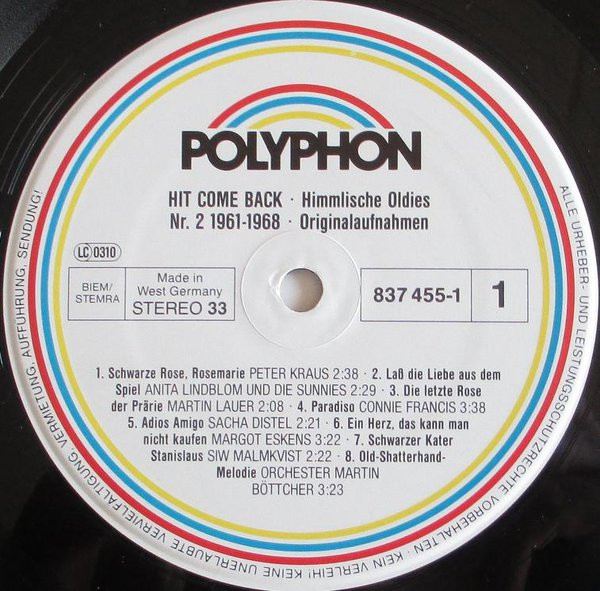 POLYPHON
HIT COME BACK · Himmlische Oldies
Nr. 2 1961-1968 · Originalaufnahmen
LC 0310
BIEM/
STEMRA
Made in
West Germany
STEREO 33
837 455-1
1
1. Schwarze Rose, Rosemarie PETER KRAUS 2:38 · 2. Laß die Liebe aus dem
Spiel ANITA LINDBLOM UND DIE SUNNIES 2:29 · 3. Die letzte Rose
der Prärie MARTIN LAUER 2:08 · 4. Paradiso CONNIE FRANCIS 3:38
5. Adios Amigo SACHA DISTEL 2:21 · 6. Ein Herz, das kann man
nicht kaufen MARGOT ESKENS 3:22 · 7. Schwarzer Kater
Stanislaus SIW MALMKVIST 2:22 · 8. Old-Shatterhand-
Melodie ORCHESTER MARTIN
BÖTTCHER 3:23
ALLE URHEBER- UND LEISTUNGSSCHUTZRECHTE VORBEHALTEN · KEIN VERLEIH! KEINE UNERLAUBTE VERVIELFÄLTIGUNG, VERMIETUNG, AUFFÜHRUNG, SENDUNG!